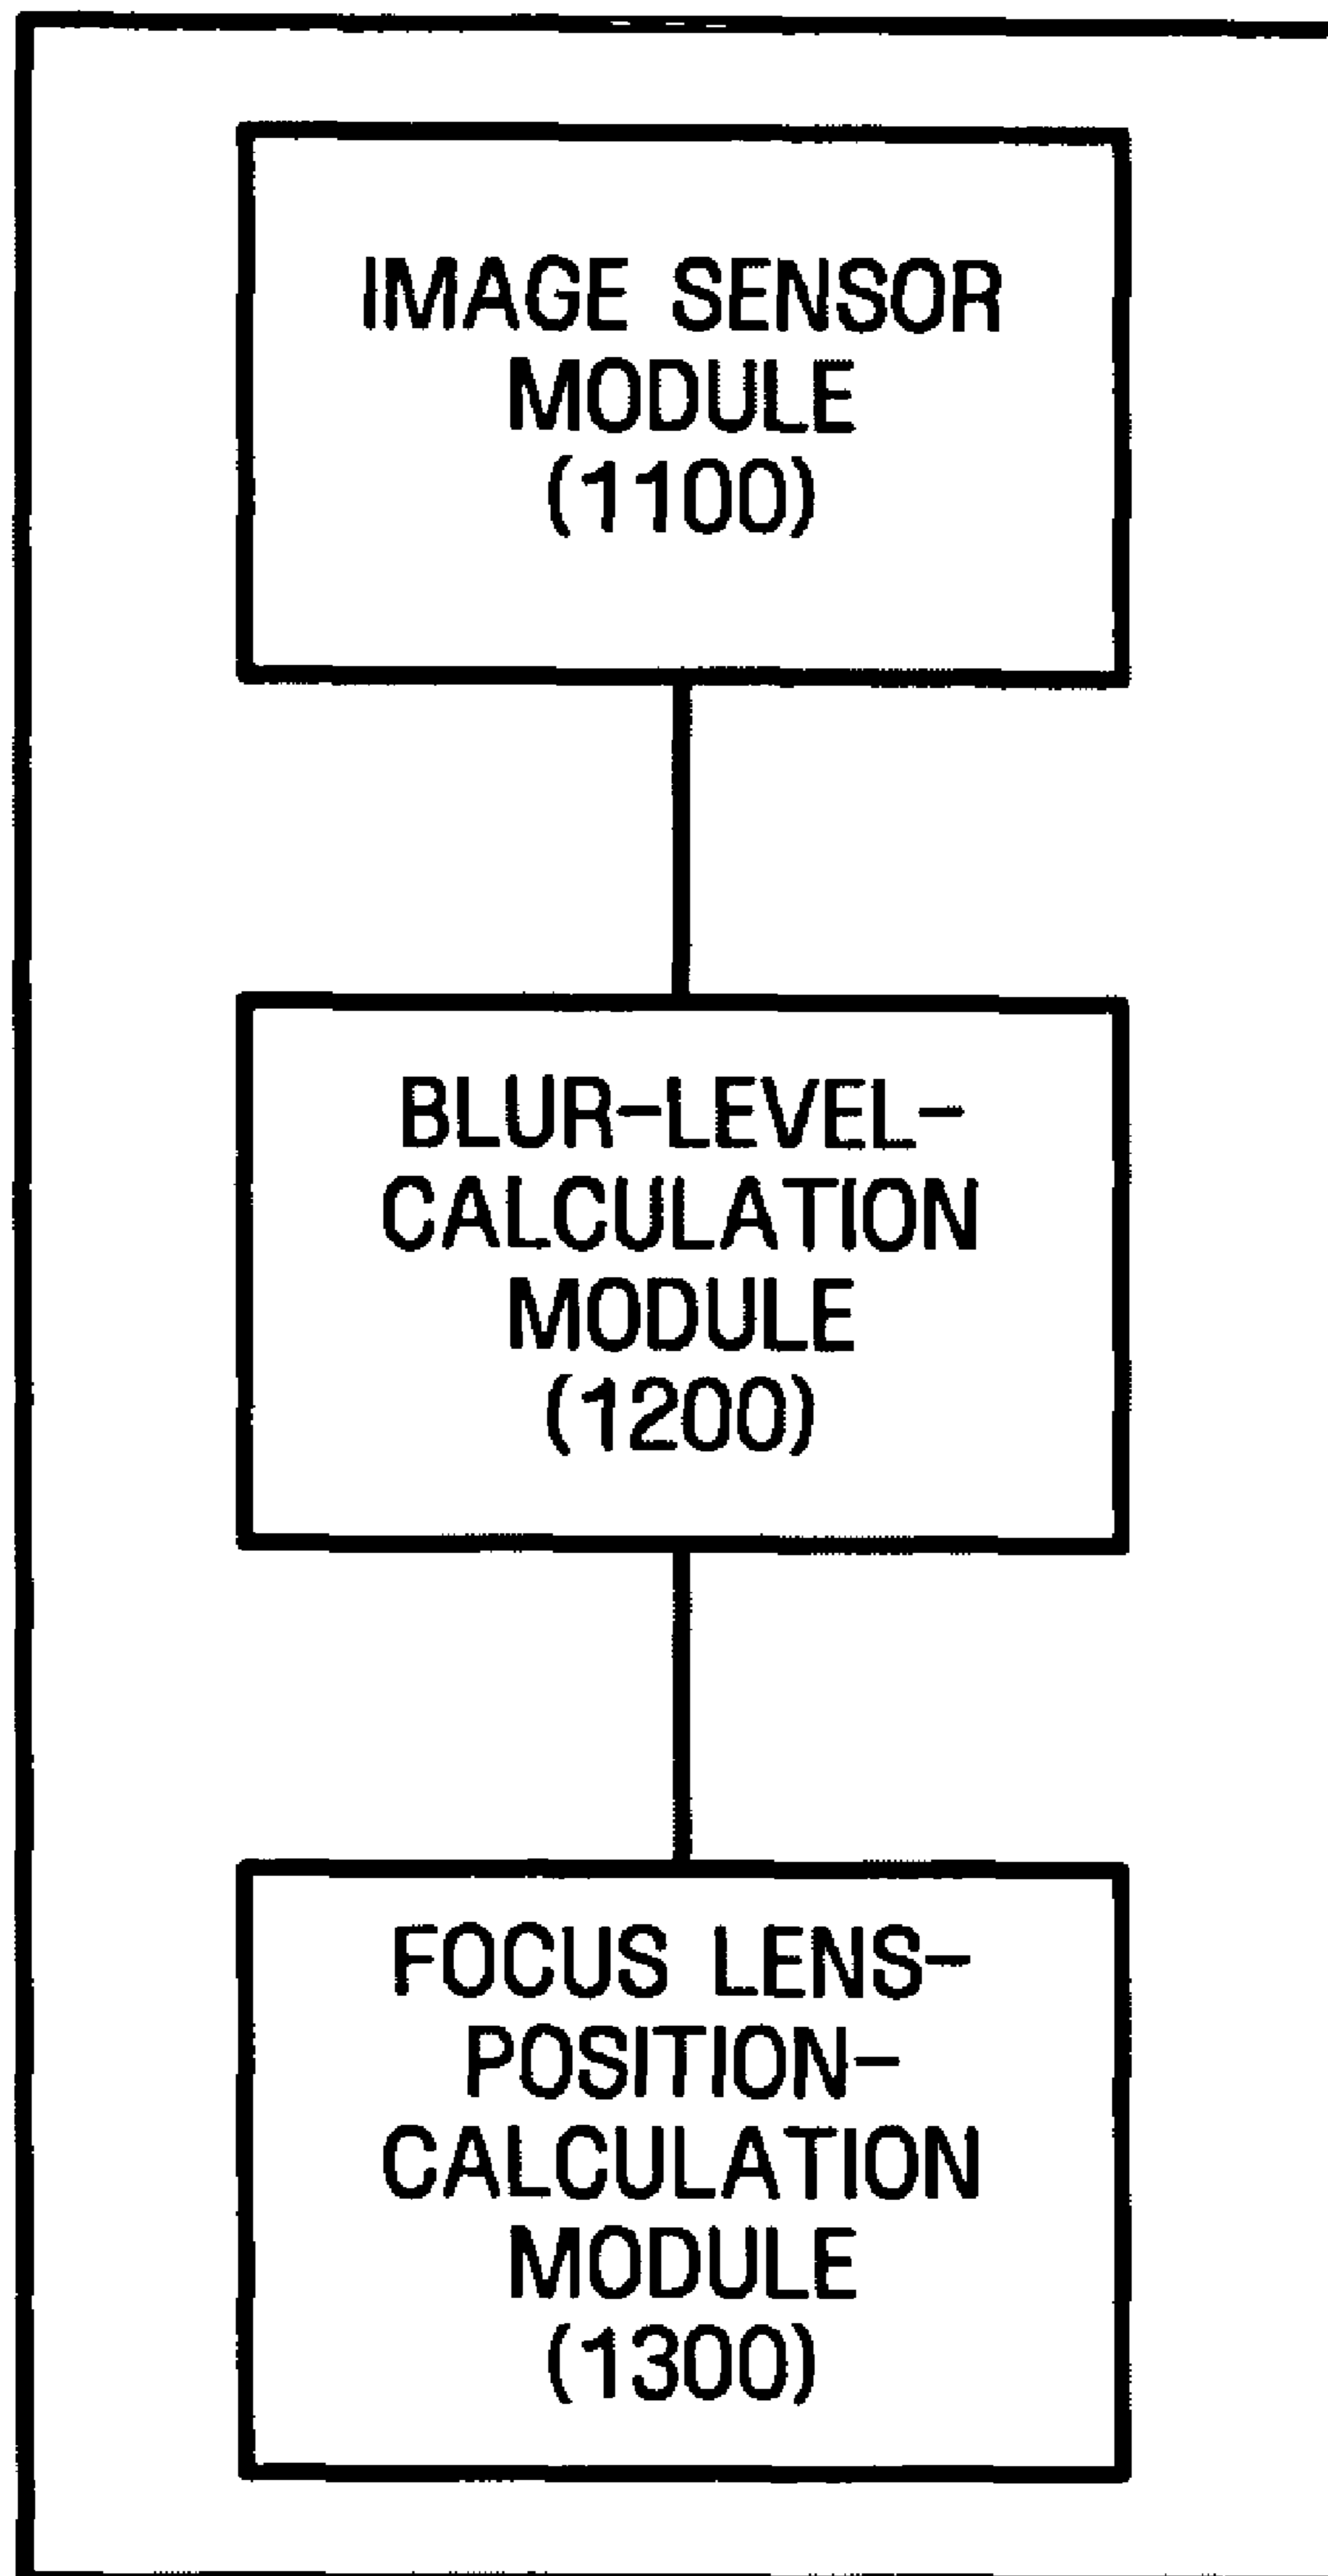 IMAGE SENSOR
MODULE
(1100)
BLUR-LEVEL-
CALCULATION
MODULE
(1200)
FOCUS LENS-
POSITION-
CALCULATION
MODULE
(1300)